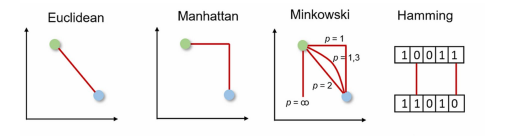 Euclidean
Manhattan
Minkowski
Hamming
p = 1
p = 1,3
p = 2
p = ∞
1 0 0 1 1
1 1 0 1 0